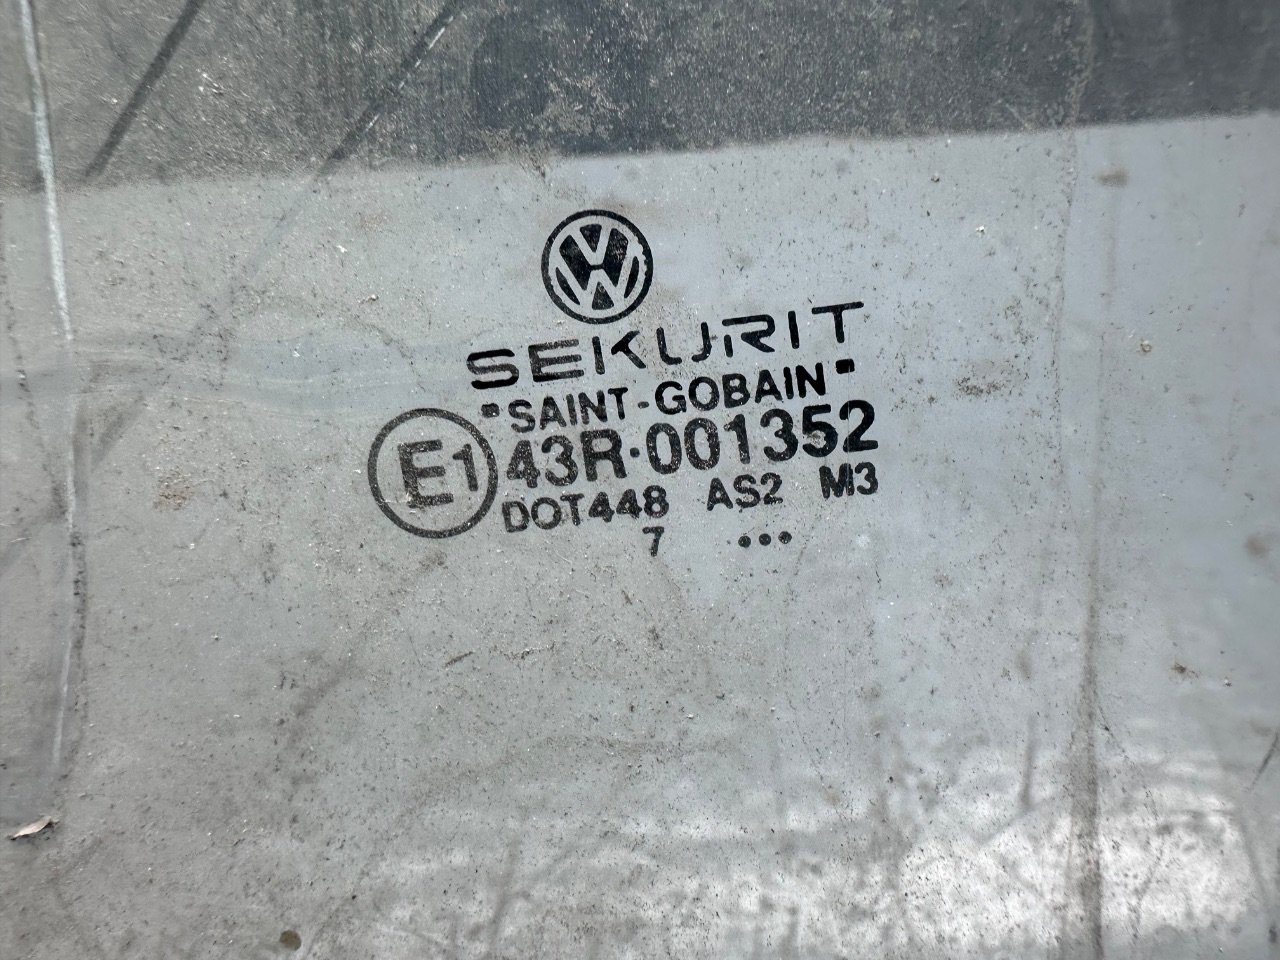 SEKURIT
"SAINT-GOBAIN"
E1 43R·001352
DOT448 AS2 M3
7 •••